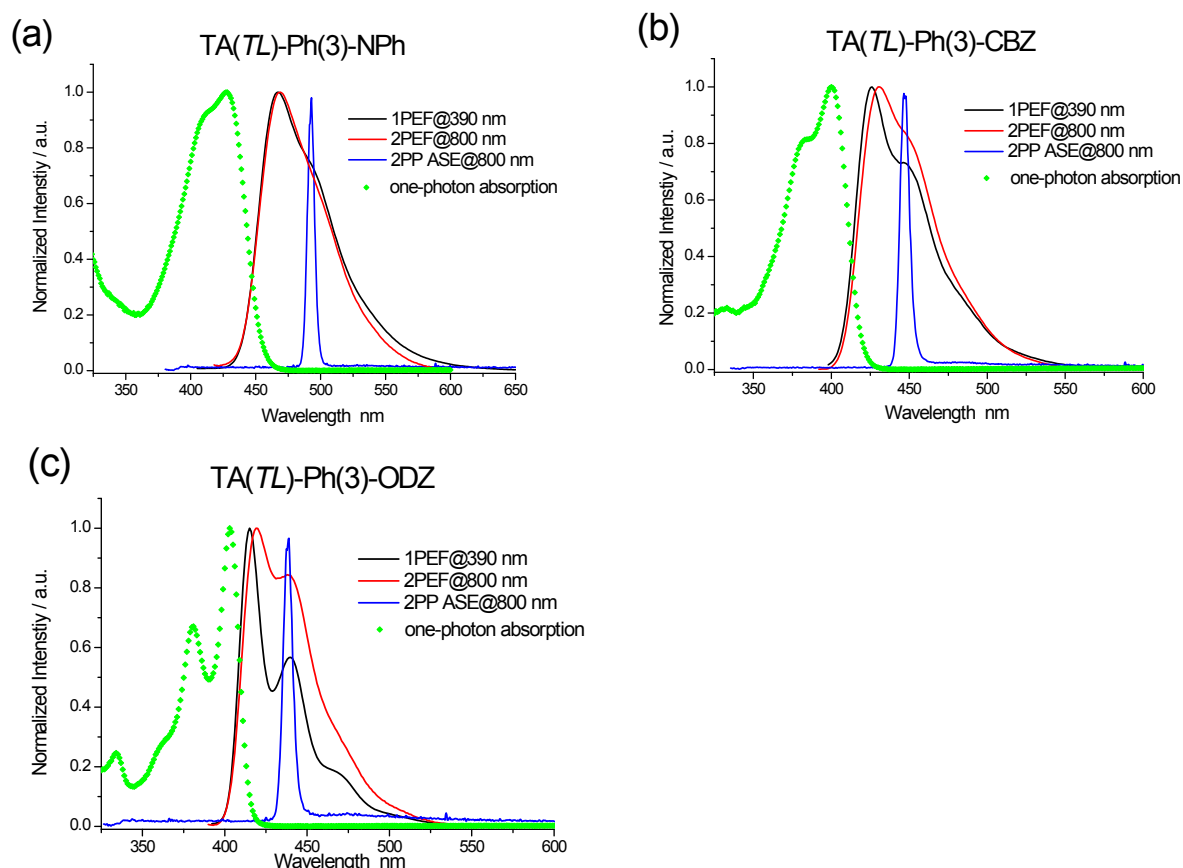 (a)
TA(TL)-Ph(3)-NPh
1PEF@390 nm
2PEF@800 nm
2PP ASE@800 nm
one-photon absorption
Normalized Intenstiy / a.u.
1.0
0.8
0.6
0.4
0.2
0.0
350 400 450 500 550 600 650
Wavelength nm
(b)
TA(TL)-Ph(3)-CBZ
1PEF@390 nm
2PEF@800 nm
2PP ASE@800 nm
one-photon absorption
Normalized Intenstiy / a.u.
1.0
0.8
0.6
0.4
0.2
0.0
350 400 450 500 550 600
Wavelength nm
(c)
TA(TL)-Ph(3)-ODZ
1PEF@390 nm
2PEF@800 nm
2PP ASE@800 nm
one-photon absorption
Normalized Intenstiy / a.u.
1.0
0.8
0.6
0.4
0.2
0.0
350 400 450 500 550 600
Wavelength nm